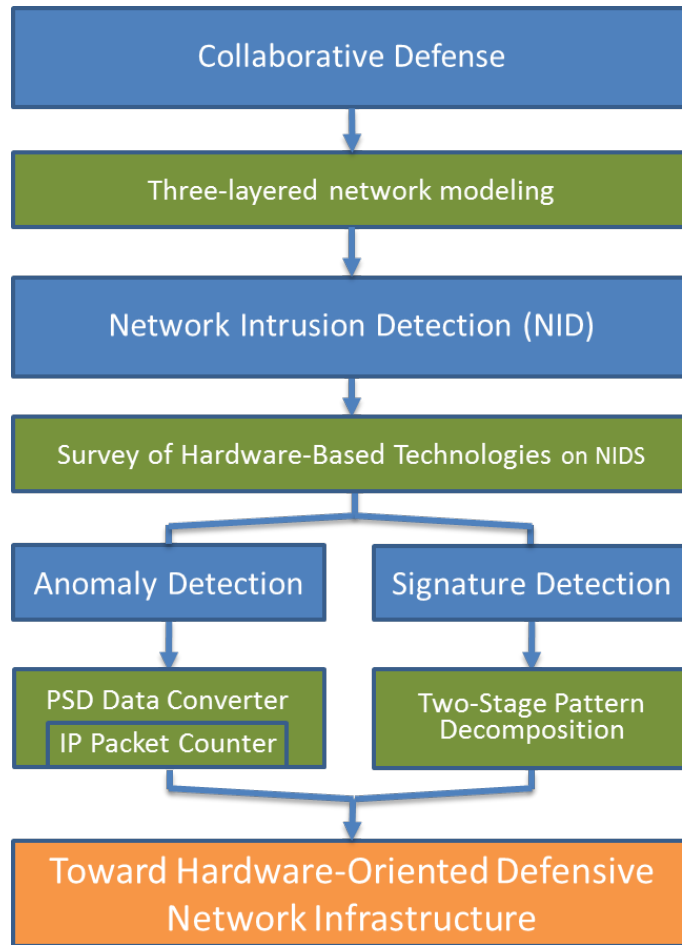 Collaborative Defense
Three-layered network modeling
Network Intrusion Detection (NID)
Survey of Hardware-Based Technologies on NIDS
Anomaly Detection
Signature Detection
PSD Data Converter
IP Packet Counter
Two-Stage Pattern
Decomposition
Toward Hardware-Oriented Defensive
Network Infrastructure